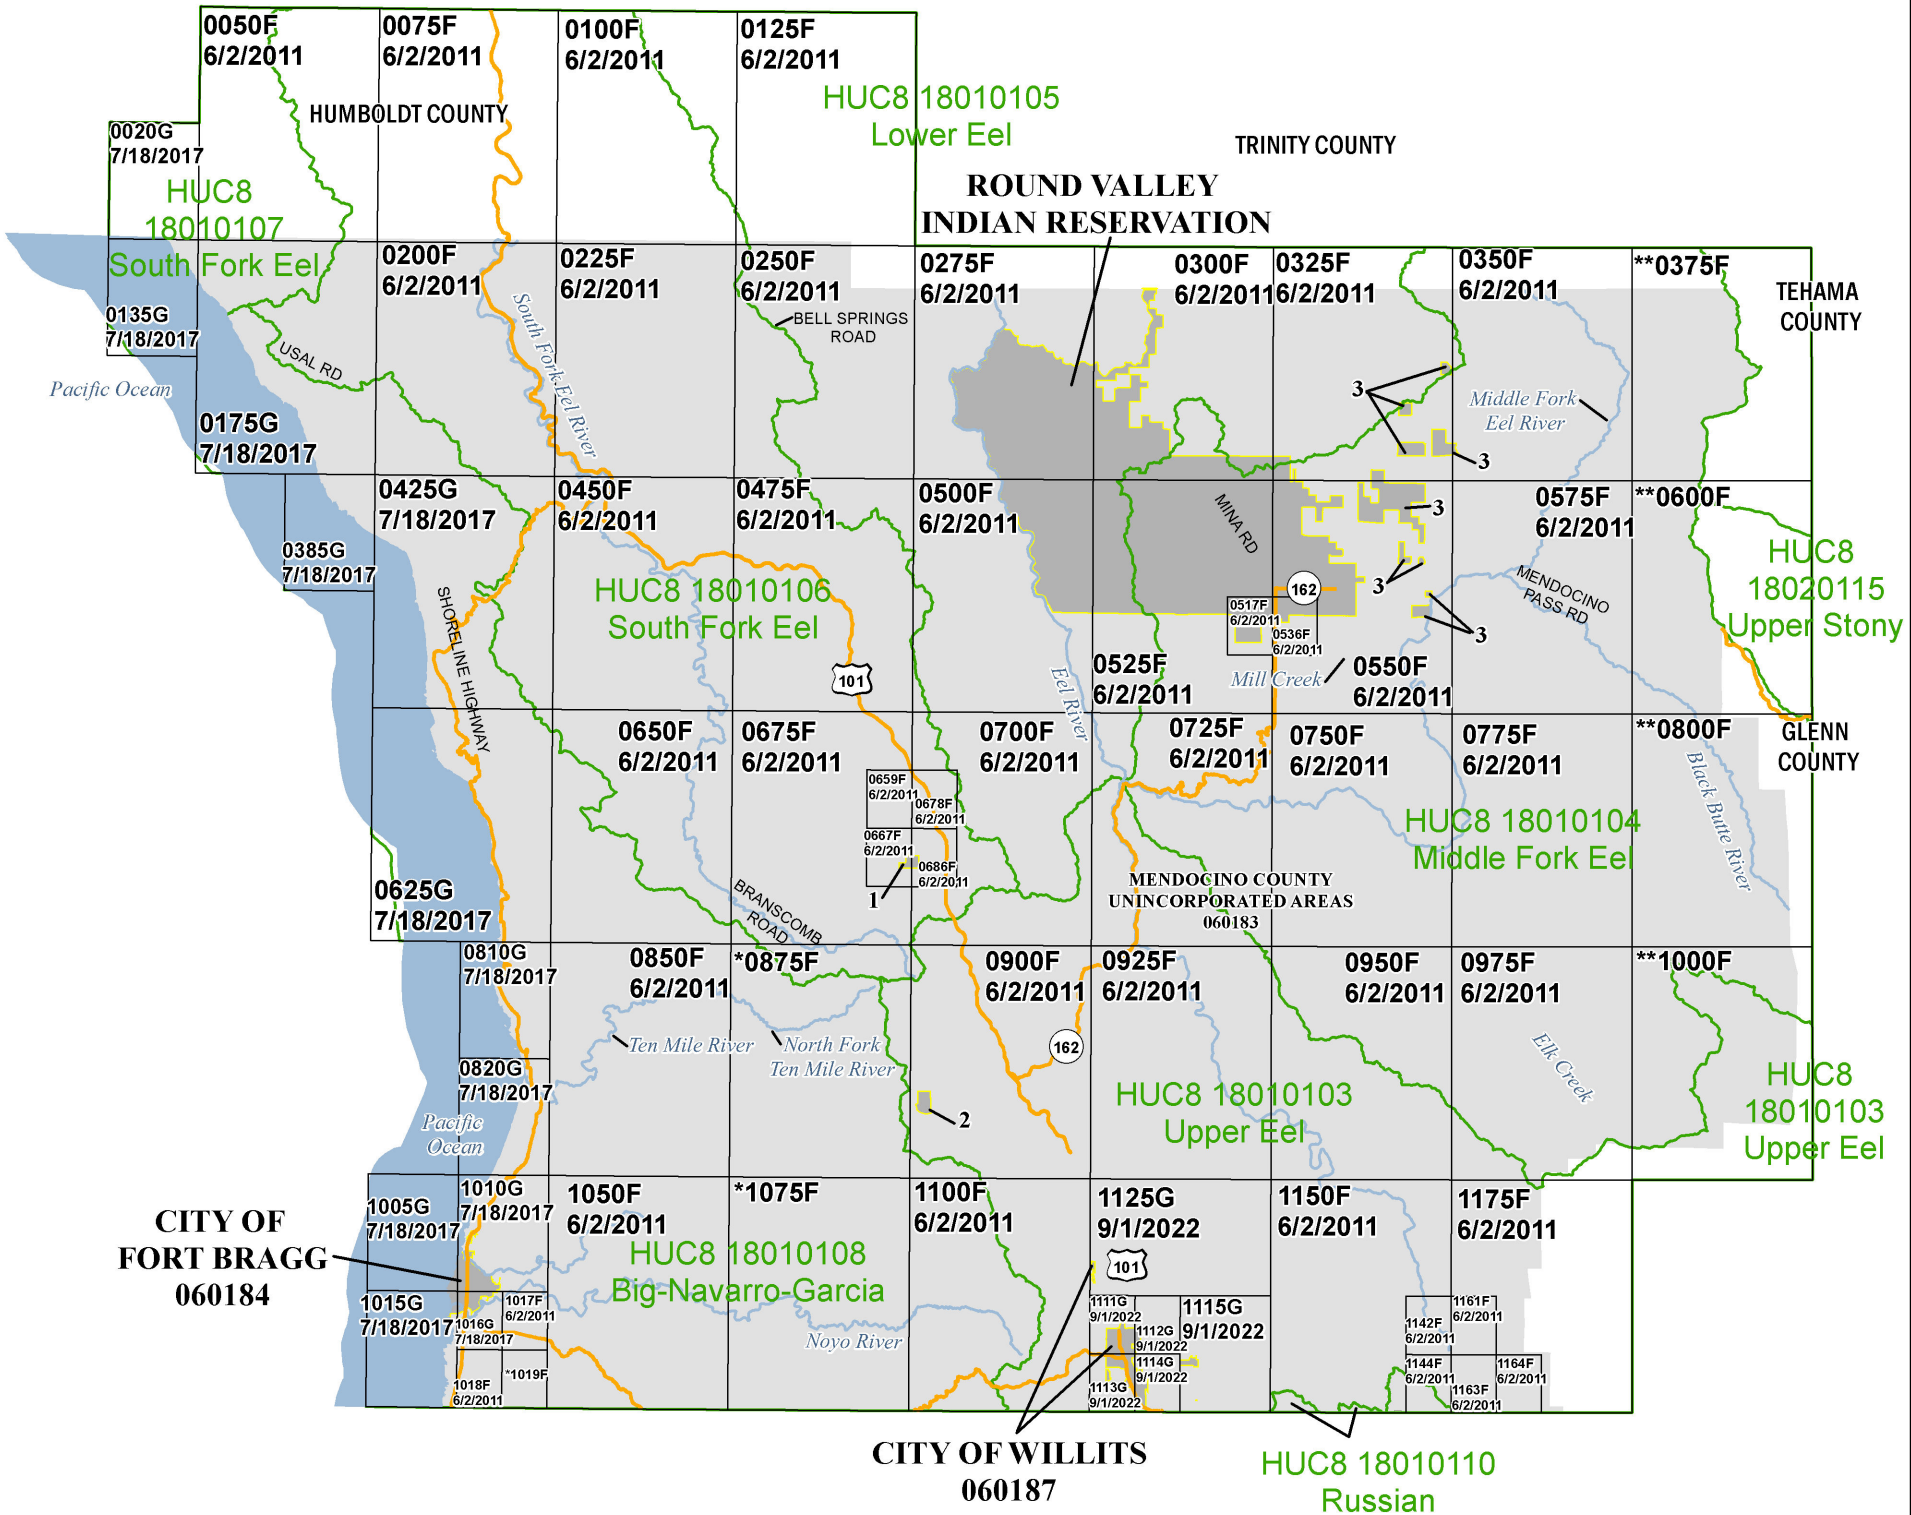 0050F
6/2/2011
0075F
6/2/2011
0100F
6/2/2011
0125F
6/2/2011
HUC8 18010105
Lower Eel
HUMBOLDT COUNTY
TRINITY COUNTY
0020G
7/18/2017
HUC8
18010107
South Fork Eel
ROUND VALLEY
INDIAN RESERVATION
0200F
6/2/2011
0225F
6/2/2011
0250F
6/2/2011
0275F
6/2/2011
0300F
6/2/2011
0325F
6/2/2011
0350F
6/2/2011
**0375F
TEHAMA
COUNTY
0135G
7/18/2017
BELL SPRINGS
ROAD
USAL RD
South Fork Eel River
Pacific Ocean
3
Middle Fork
Eel River
0175G
7/18/2017
3
0425G
7/18/2017
0450F
6/2/2011
0475F
6/2/2011
0500F
6/2/2011
MINA RD
3
0575F
6/2/2011
**0600F
0385G
7/18/2017
HUC8
18020115
Upper Stony
HUC8 18010106
South Fork Eel
SHORELINE HIGHWAY
162
3
MENDOCINO
PASS RD
0517F
6/2/2011
0536F
6/2/2011
3
101
Eel River
0525F
6/2/2011
Mill Creek
0550F
6/2/2011
0650F
6/2/2011
0675F
6/2/2011
0700F
6/2/2011
0725F
6/2/2011
0750F
6/2/2011
0775F
6/2/2011
**0800F
GLENN
COUNTY
Black Butte River
0659F
6/2/2011
0678F
6/2/2011
0667F
6/2/2011
0686F
6/2/2011
1
HUC8 18010104
Middle Fork Eel
0625G
7/18/2017
BRANSCOMB
ROAD
MENDOCINO COUNTY
UNINCORPORATED AREAS
060183
0810G
7/18/2017
0850F
6/2/2011
*0875F
0900F
6/2/2011
0925F
6/2/2011
0950F
6/2/2011
0975F
6/2/2011
**1000F
Ten Mile River
North Fork
Ten Mile River
162
Elk Creek
0820G
7/18/2017
HUC8 18010103
Upper Eel
HUC8
18010103
Upper Eel
Pacific
Ocean
2
1005G
7/18/2017
1010G
7/18/2017
1050F
6/2/2011
*1075F
1100F
6/2/2011
1125G
9/1/2022
1150F
6/2/2011
1175F
6/2/2011
CITY OF
FORT BRAGG
060184
HUC8 18010108
Big-Navarro-Garcia
101
1015G
7/18/2017
1017F
6/2/2011
1016G
7/18/2017
Noyo River
1111G
9/1/2022
1112G
9/1/2022
1115G
9/1/2022
1142F
6/2/2011
1161F
6/2/2011
1018F
6/2/2011
*1019F
1113G
9/1/2022
1114G
9/1/2022
1144F
6/2/2011
1163F
6/2/2011
1164F
6/2/2011
CITY OF WILLITS
060187
HUC8 18010110
Russian